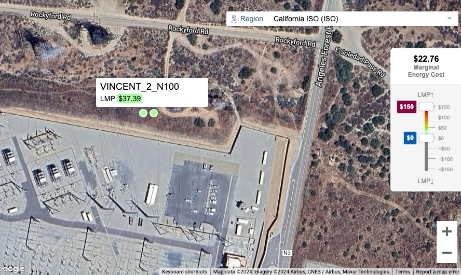 Rockyford Rd
Rockyford Rd
Region California ISO (ISO)
Rockyford Rd
Angeles Forest H
$22.76
Marginal
Energy Cost
VINCENT_2_N100
LMP $37.39
LMP↑
$150
$150
$100
$50
$0
$0
-$50
-$100
-$150
LMP↓
N3
+
−
Google
Keyboard shortcuts
Map data ©2024 Imagery ©2024 Airbus, CNES / Airbus, Maxar Technologies
Terms
Report a map error